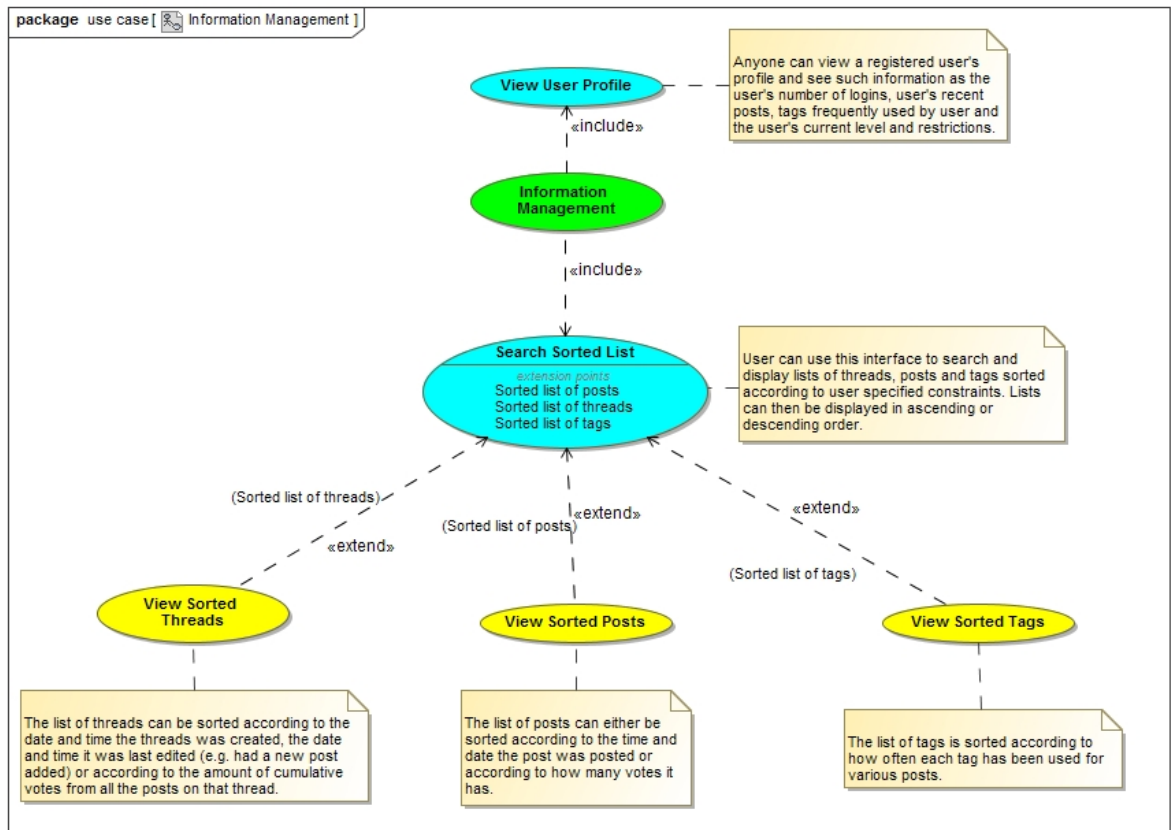 package use case [ Information Management ]
View User Profile
Anyone can view a registered user's
profile and see such information as the
user's number of logins, user's recent
posts, tags frequently used by user and
the user's current level and restrictions.
«include»
Information
Management
«include»
Search Sorted List
extension points
Sorted list of posts
Sorted list of threads
Sorted list of tags
User can use this interface to search and
display lists of threads, posts and tags sorted
according to user specified constraints. Lists
can then be displayed in ascending or
descending order.
(Sorted list of threads)
«extend»
(Sorted list of posts)
«extend»
«extend»
(Sorted list of tags)
View Sorted
Threads
View Sorted Posts
View Sorted Tags
The list of threads can be sorted according to the
date and time the threads was created, the date
and time it was last edited (e.g. had a new post
added) or according to the amount of cumulative
votes from all the posts on that thread.
The list of posts can either be
sorted according to the time and
date the post was posted or
according to how many votes it
has.
The list of tags is sorted according to
how often each tag has been used for
various posts.